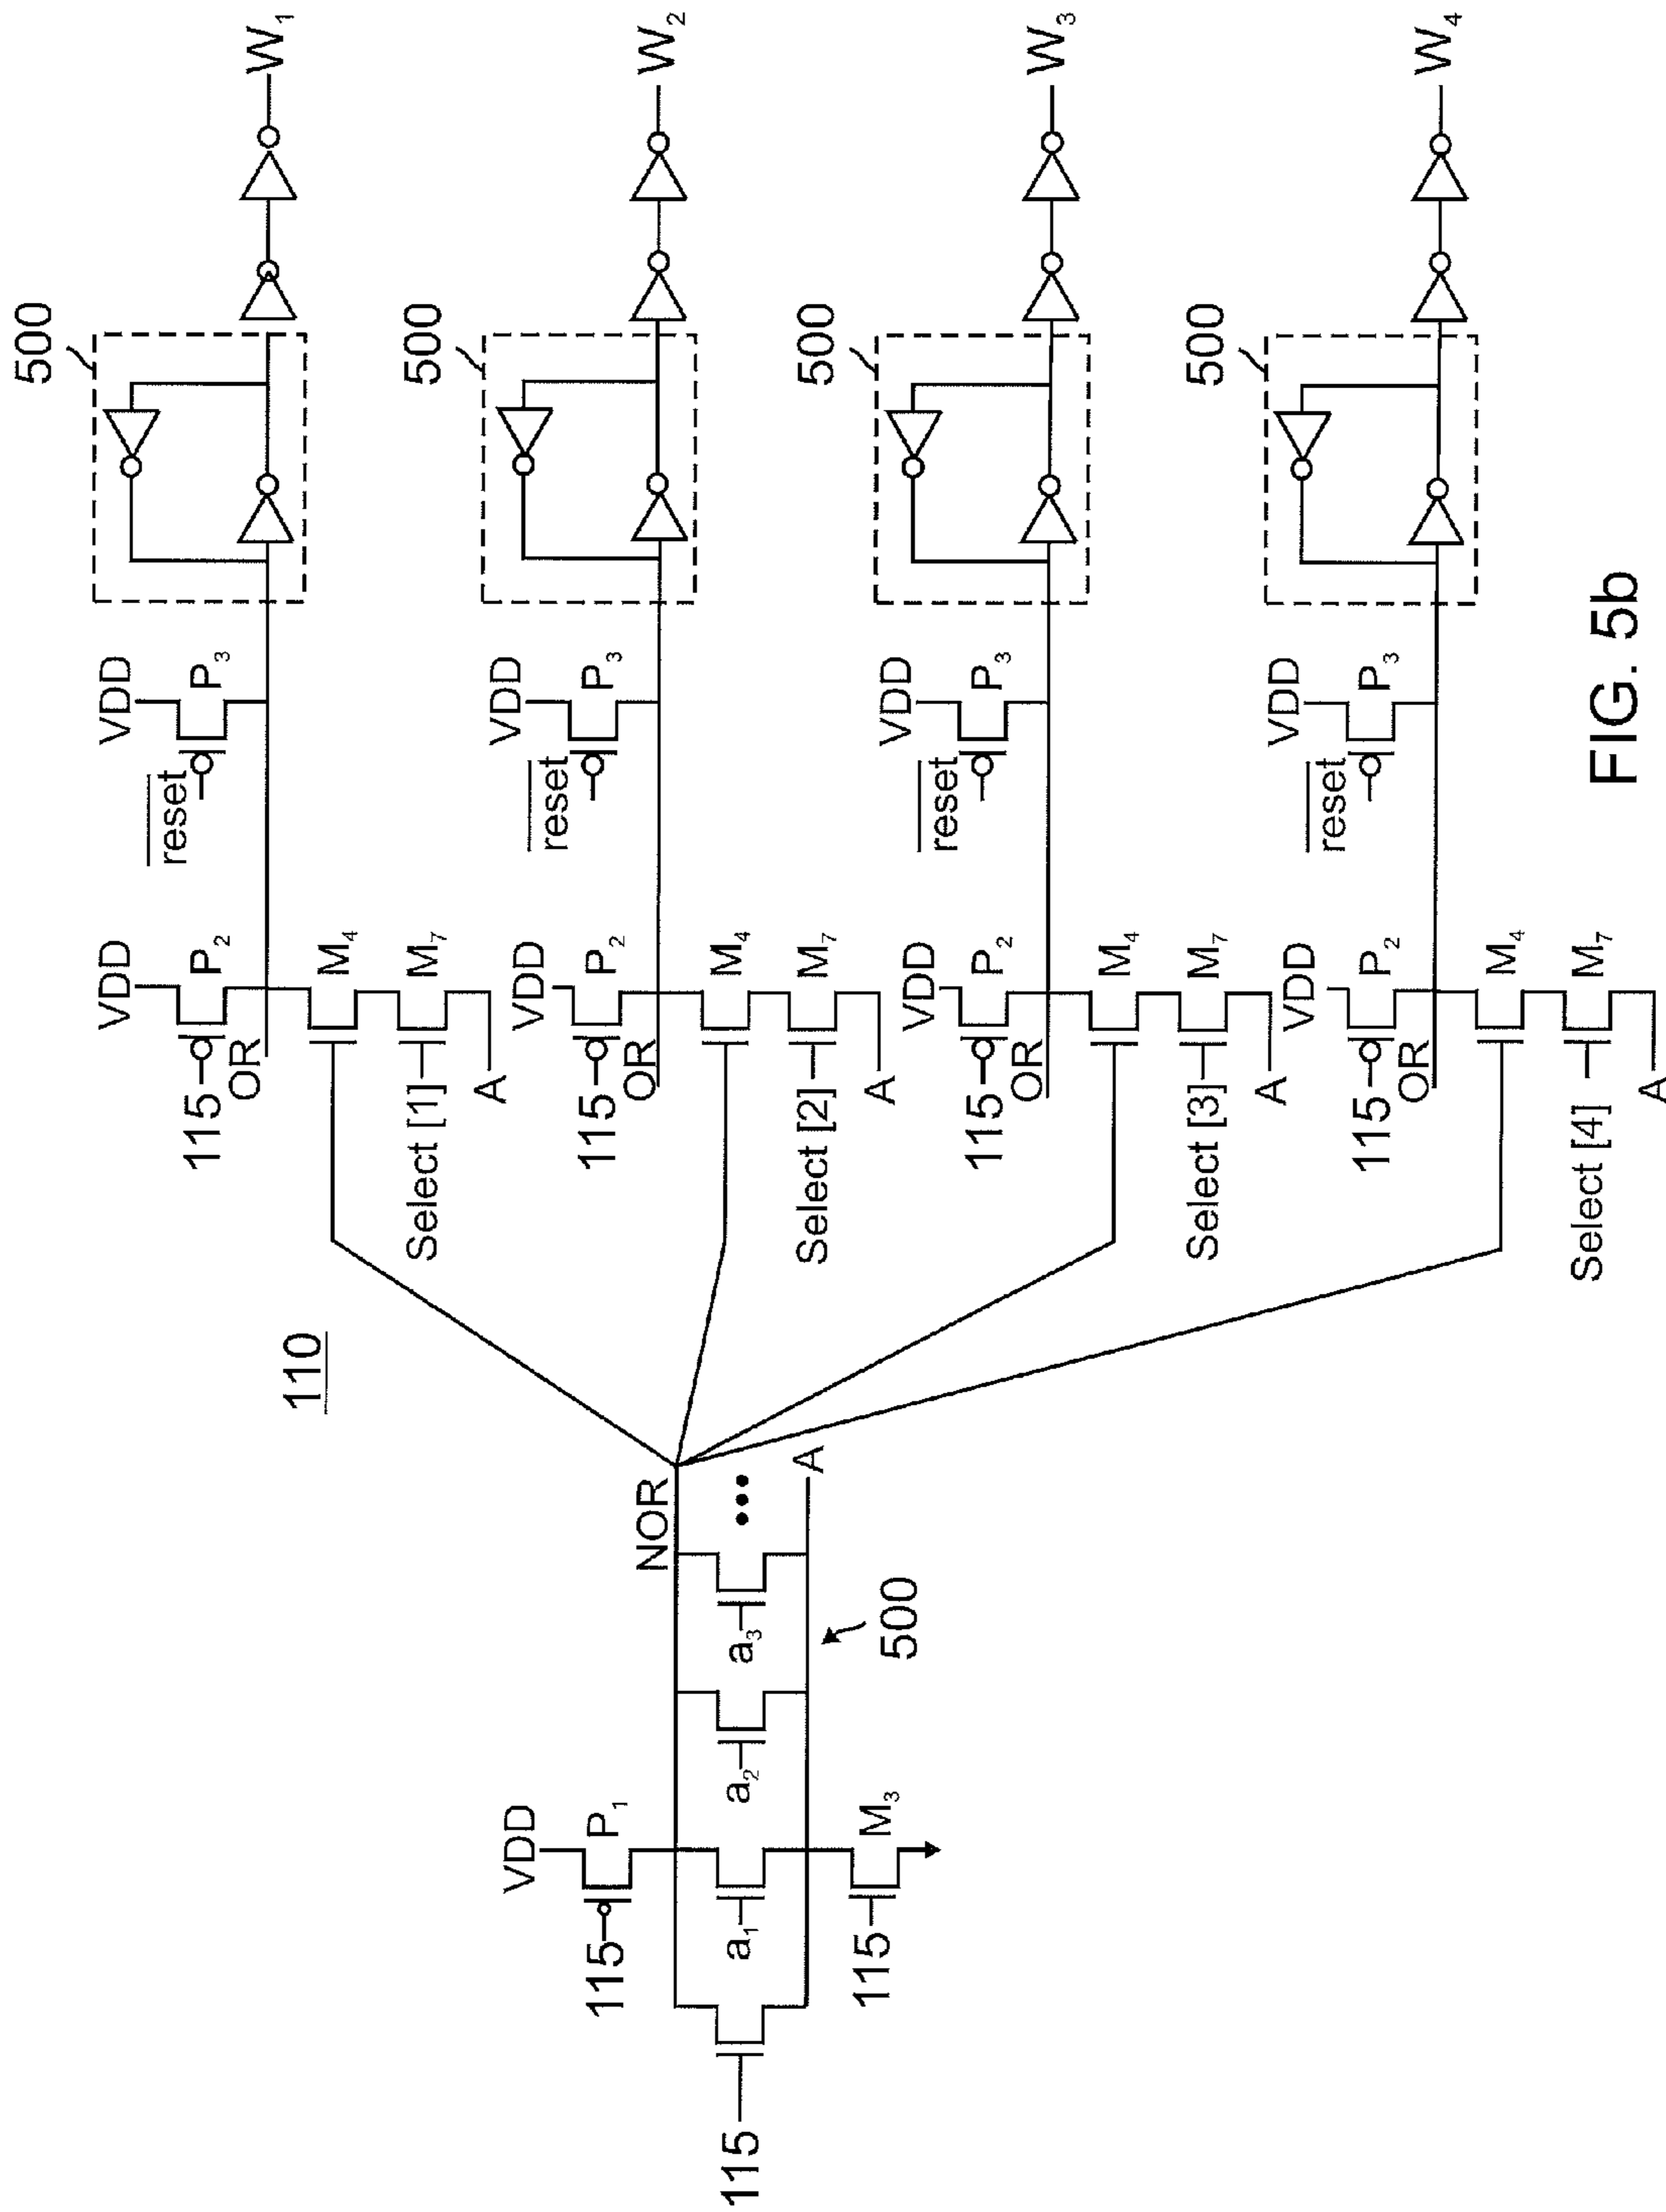 110
VDD
115
P2
OR
M4
Select [1]
M7
A
VDD
reset
P3
500
W1
VDD
115
P2
OR
M4
Select [2]
M7
A
VDD
reset
P3
500
W2
VDD
115
P2
OR
M4
Select [3]
M7
A
VDD
reset
P3
500
W3
VDD
115
P2
OR
M4
Select [4]
M7
A
VDD
reset
P3
500
W4
VDD
115
P1
NOR
115
a1
a2
a3
A
115
M3
500
FIG. 5b